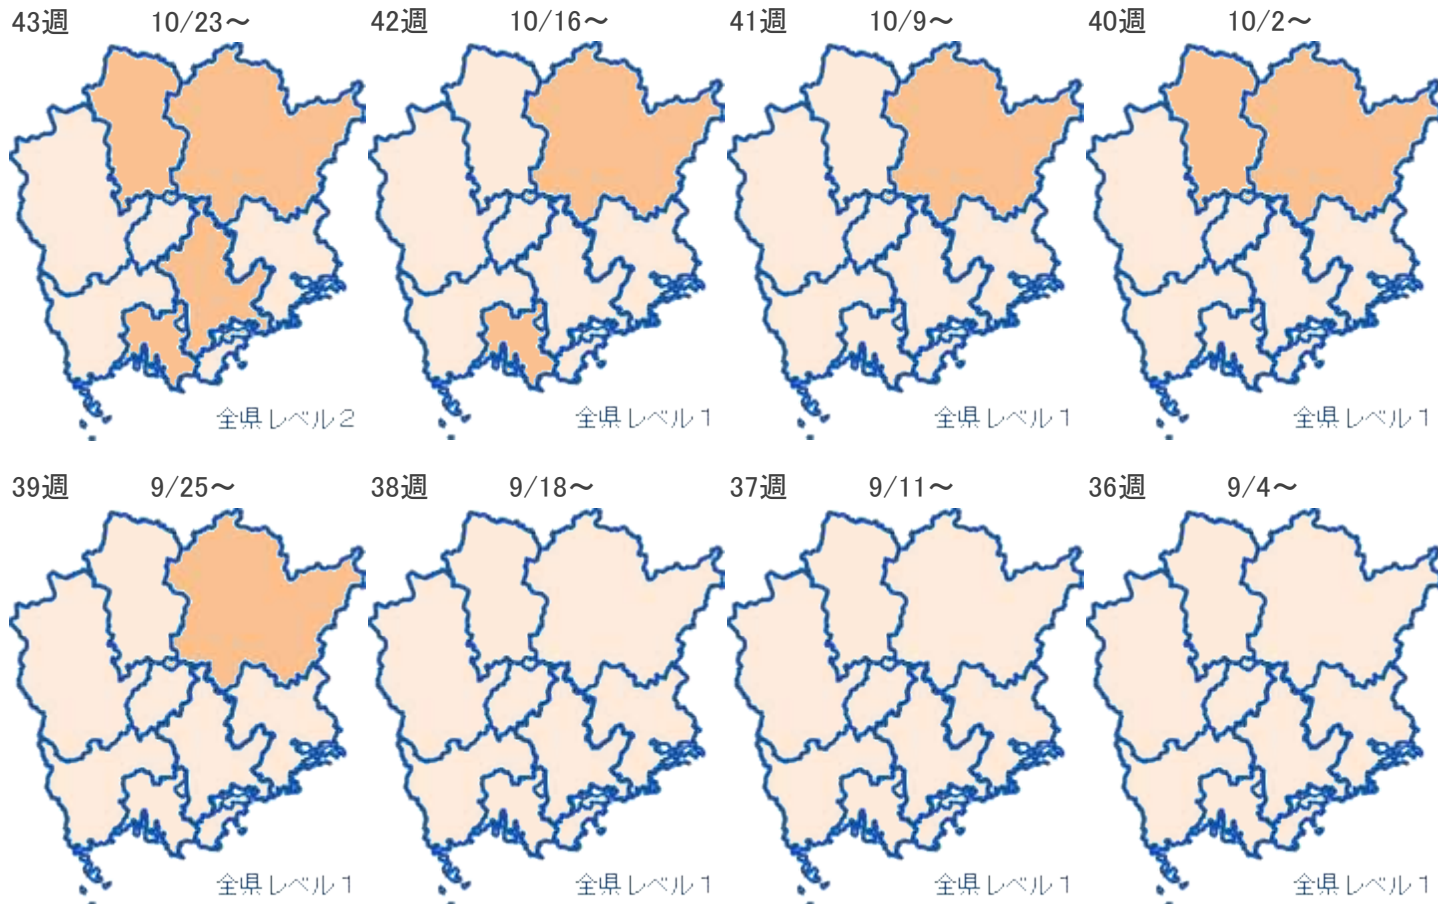 43週 10/23～
42週 10/16～
41週 10/9～
40週 10/2～
全県レベル2
全県レベル1
全県レベル1
全県レベル1
39週 9/25～
38週 9/18～
37週 9/11～
36週 9/4～
全県レベル1
全県レベル1
全県レベル1
全県レベル1